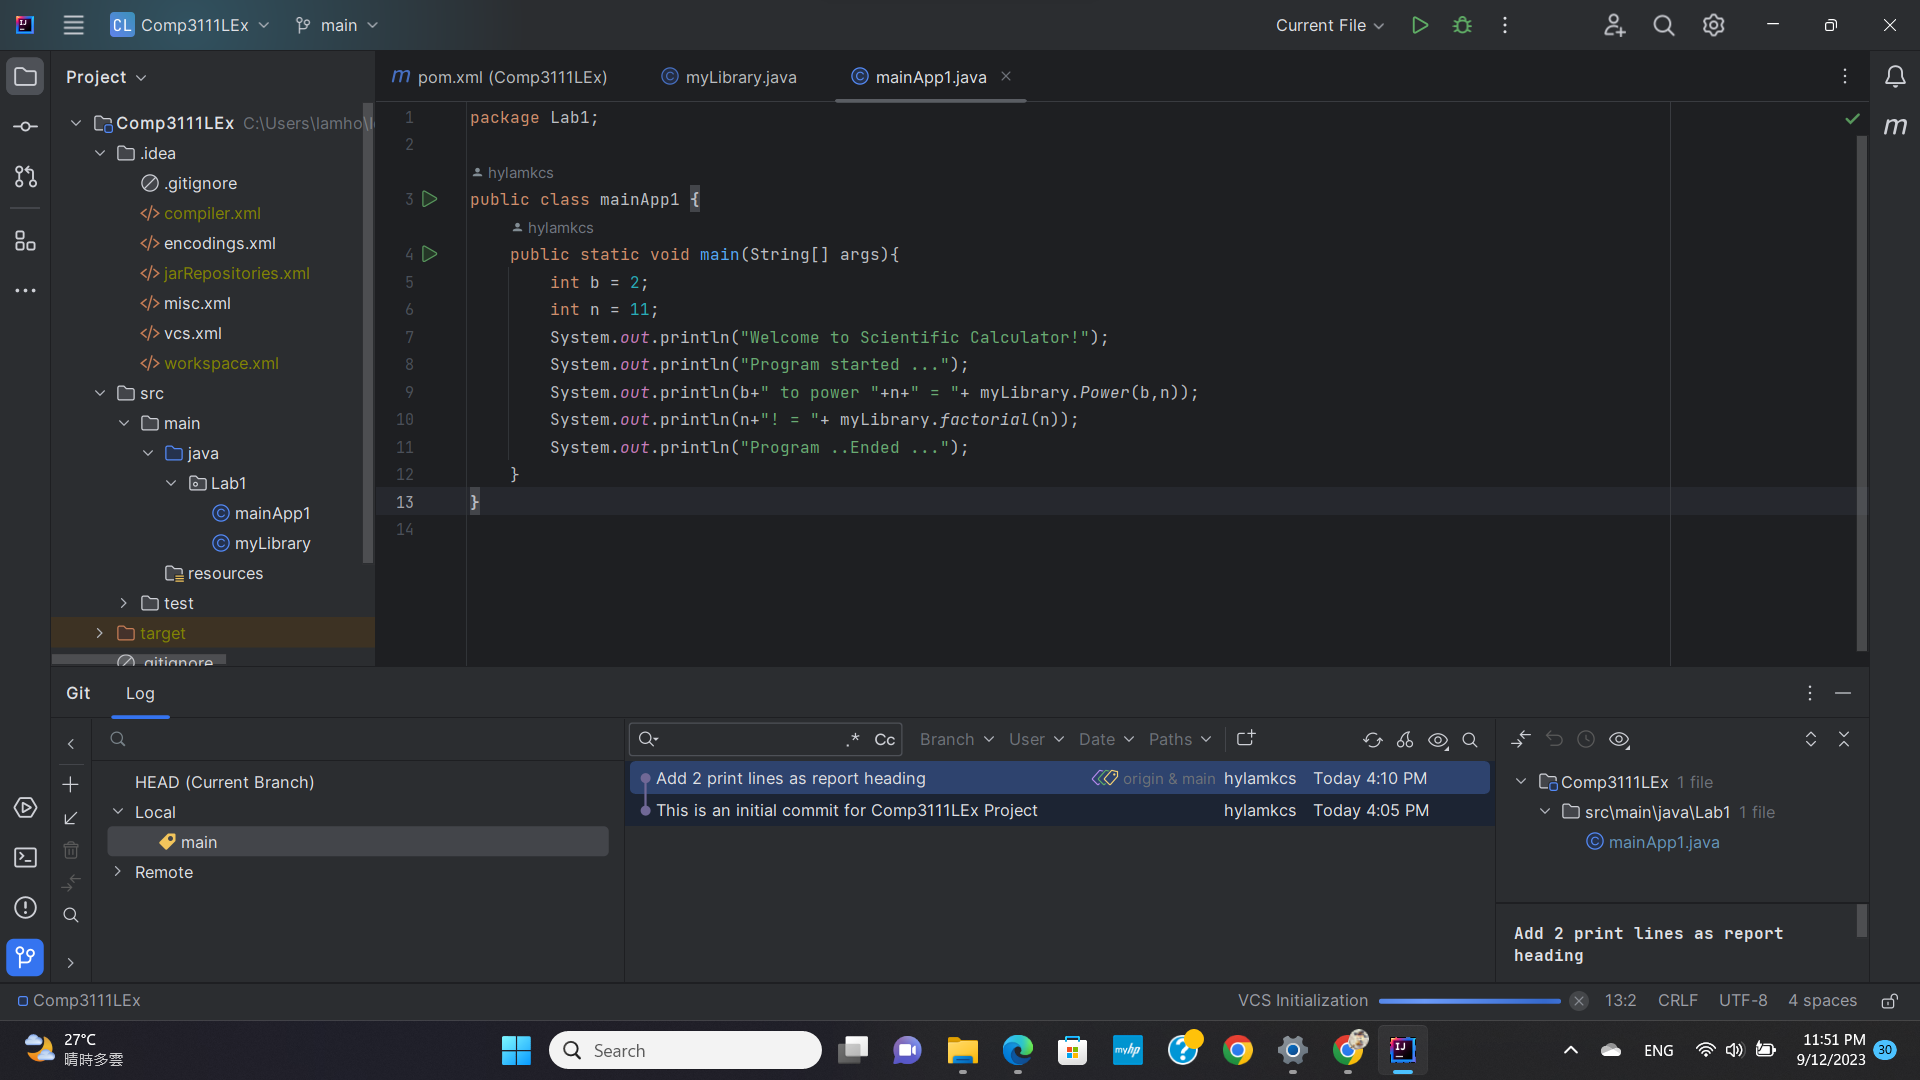 CL Comp3111LEx main Current File
Project
pom.xml (Comp3111LEx) myLibrary.java mainApp1.java
Comp3111LEx
.idea
.gitignore
compiler.xml
encodings.xml
jarRepositories.xml
misc.xml
vcs.xml
workspace.xml
src
main
java
Lab1
mainApp1
myLibrary
resources
test
target
.gitignore
1 package Lab1;
2
hylamkcs
3 public class mainApp1 {
hylamkcs
4 public static void main(String[] args){
5 int b = 2;
6 int n = 11;
7 System.out.println("Welcome to Scientific Calculator!");
8 System.out.println("Program started ...");
9 System.out.println(b+" to power "+n+" = "+ myLibrary.Power(b,n));
10 System.out.println(n+"! = "+ myLibrary.factorial(n));
11 System.out.println("Program ..Ended ...");
12 }
13 }
14
Git Log
.* Cc Branch User Date Paths
HEAD (Current Branch)
Local
main
Remote
Add 2 print lines as report heading origin & main hylamkcs Today 4:10 PM
This is an initial commit for Comp3111LEx Project hylamkcs Today 4:05 PM
Comp3111LEx 1 file
src\main\java\Lab1 1 file
mainApp1.java
Add 2 print lines as report
heading
Comp3111LEx VCS Initialization 13:2 CRLF UTF-8 4 spaces
27°C
晴時多雲
Search
myhp
ENG
11:51 PM
9/12/2023
30